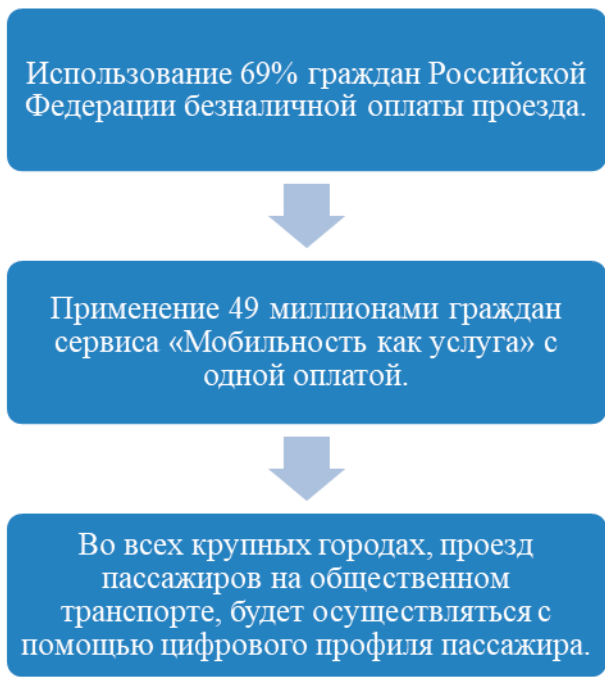 Использование 69% граждан Российской
Федерации безналичной оплаты проезда.
Применение 49 миллионами граждан
сервиса «Мобильность как услуга» с
одной оплатой.
Во всех крупных городах, проезд
пассажиров на общественном
транспорте, будет осуществляться с
помощью цифрового профиля пассажира.